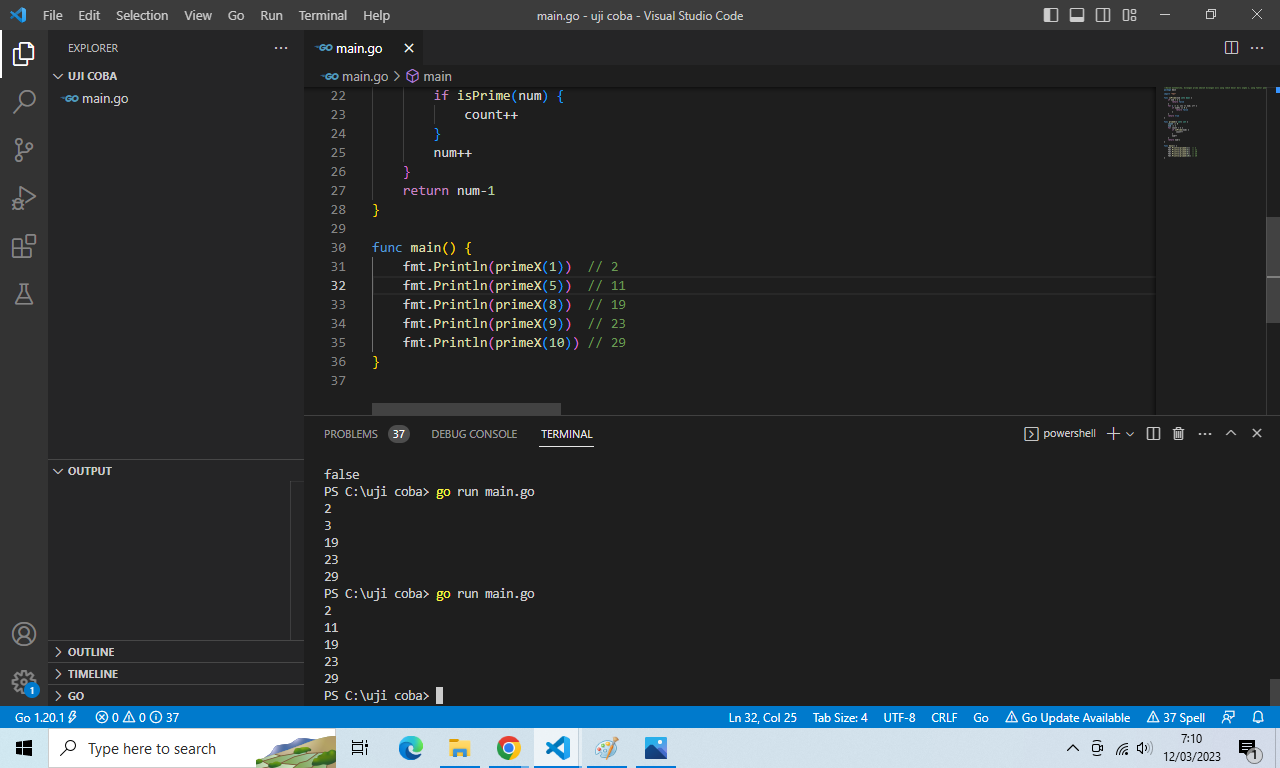 File Edit Selection View Go Run Terminal Help main.go - uji coba - Visual Studio Code
EXPLORER
UJI COBA
main.go
OUTPUT
OUTLINE
TIMELINE
GO
main.go
main.go > main
22 if isPrime(num) {
23 count++
24 }
25 num++
26 }
27 return num-1
28 }
29
30 func main() {
31 fmt.Println(primeX(1)) // 2
32 fmt.Println(primeX(5)) // 11
33 fmt.Println(primeX(8)) // 19
34 fmt.Println(primeX(9)) // 23
35 fmt.Println(primeX(10)) // 29
36 }
37
PROBLEMS 37 DEBUG CONSOLE TERMINAL powershell
false
PS C:\uji coba> go run main.go
2
3
19
23
29
PS C:\uji coba> go run main.go
2
11
19
23
29
PS C:\uji coba>
1
Go 1.20.1 0 0 37 Ln 32, Col 25 Tab Size: 4 UTF-8 CRLF Go Go Update Available 37 Spell
Type here to search
7:10
12/03/2023
1